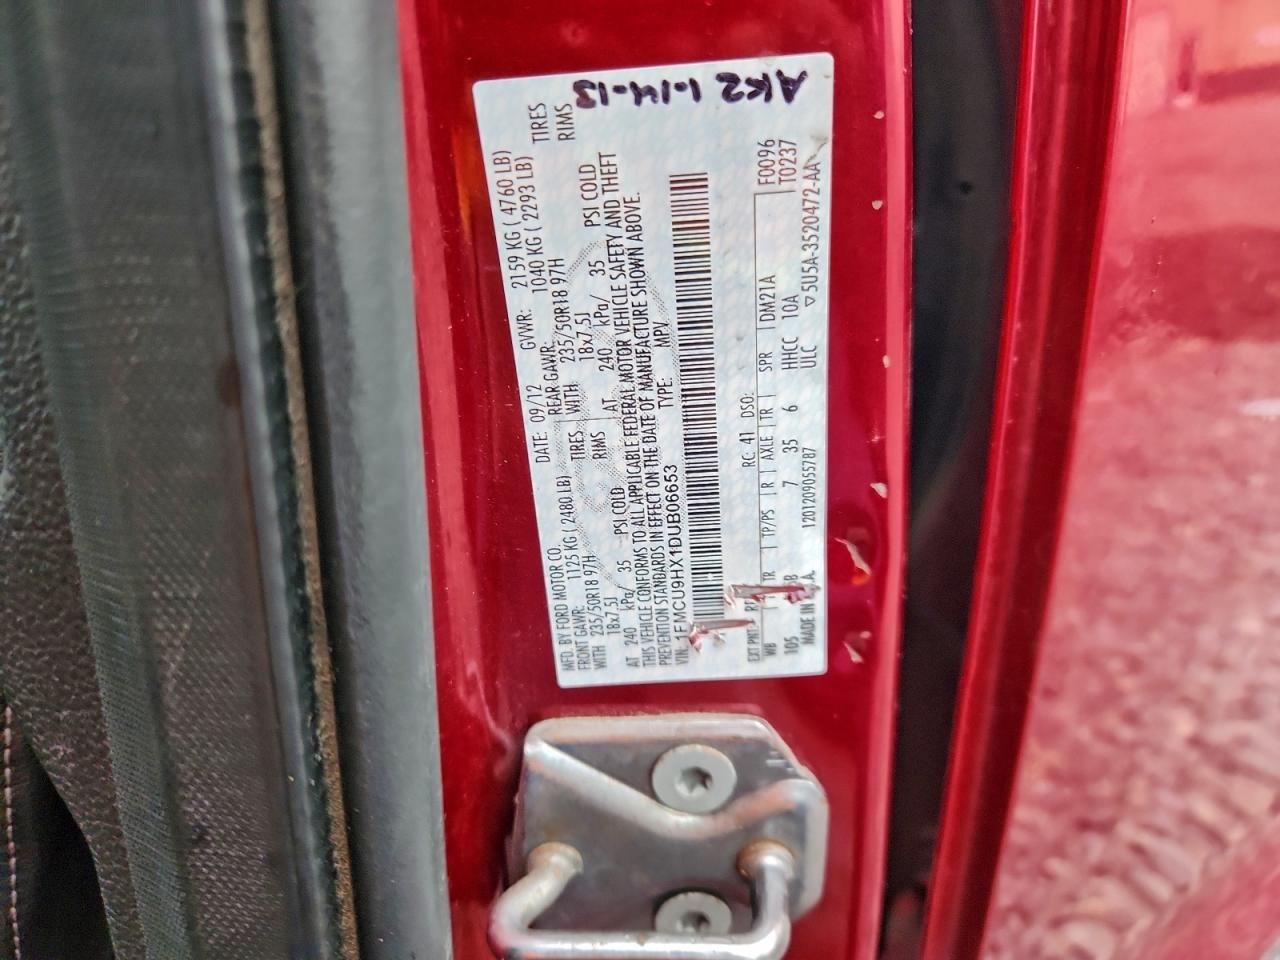 MFD. BY FORD MOTOR CO.
DATE: 09/12 GVWR: 2159 KG ( 4760 LB)
FRONT GAWR: 1125 KG ( 2480 LB) REAR GAWR: 1040 KG ( 2293 LB)
WITH 235/50R18 97H TIRES WITH 235/50R18 97H TIRES
18x7.5J RIMS 18x7.5J RIMS
AT 240 kPa/ 35 PSI COLD AT 240 kPa/ 35 PSI COLD
THIS VEHICLE CONFORMS TO ALL APPLICABLE FEDERAL MOTOR VEHICLE SAFETY AND THEFT
PREVENTION STANDARDS IN EFFECT ON THE DATE OF MANUFACTURE SHOWN ABOVE.
VIN: 1FMCU9HX1DUB06653 TYPE: MPV
F0096
T0237
EXT PNT: RC: 41 DSO:
WB TR TP/PS R AXLE TR SPR DM21A
105 B 7 35 6 HHCC 10A
MADE IN 1201209055787 ULC ▽5U5A-3520472-AA
AK2 1-14-13